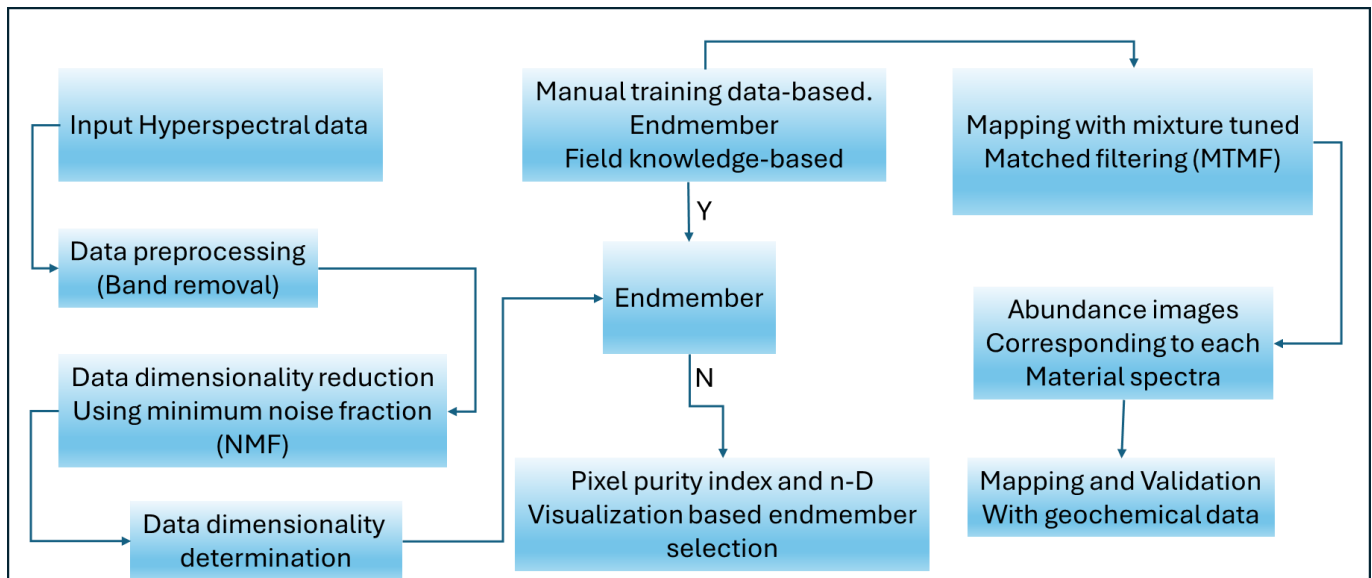 Input Hyperspectral data
Data preprocessing
(Band removal)
Data dimensionality reduction
Using minimum noise fraction
(NMF)
Data dimensionality
determination
Manual training data-based.
Endmember
Field knowledge-based
Y
Endmember
N
Pixel purity index and n-D
Visualization based endmember
selection
Mapping with mixture tuned
Matched filtering (MTMF)
Abundance images
Corresponding to each
Material spectra
Mapping and Validation
With geochemical data